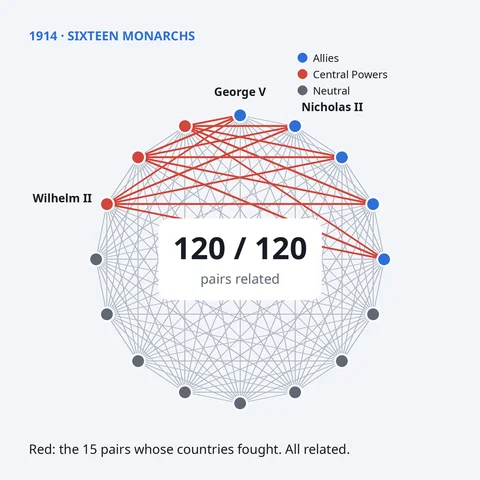 1914 · SIXTEEN MONARCHS
Allies
Central Powers
Neutral
George V
Nicholas II
Wilhelm II
120 / 120
pairs related
Red: the 15 pairs whose countries fought. All related.